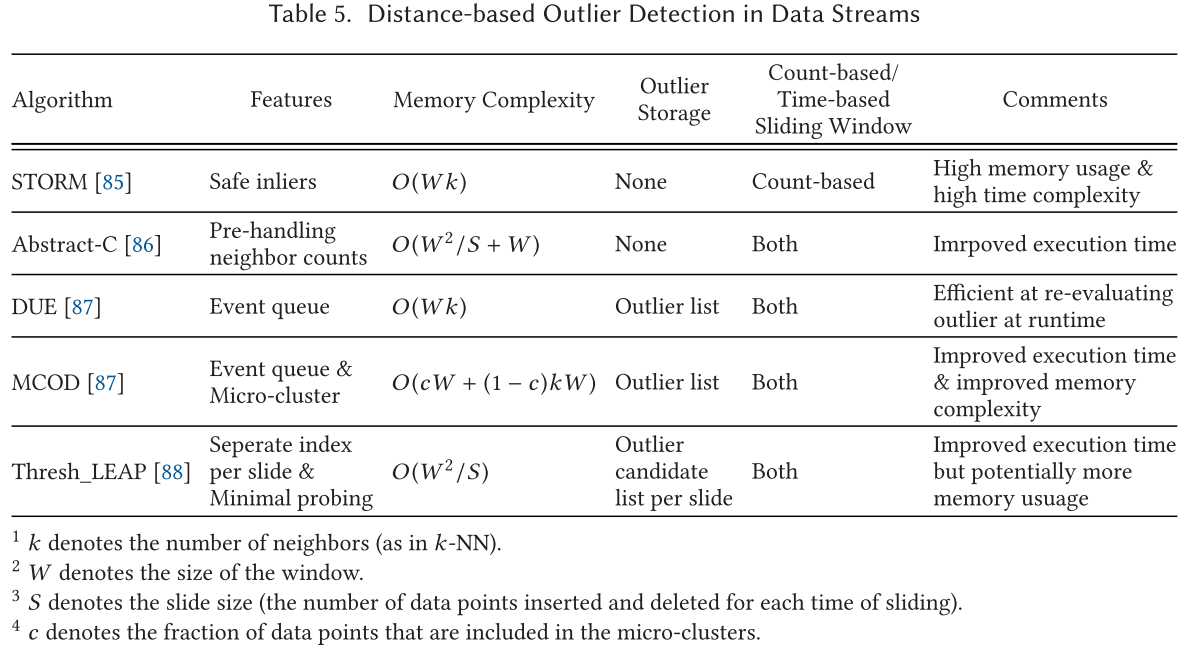 Table 5. Distance-based Outlier Detection in Data Streams
Algorithm Features Memory Complexity Outlier Storage Count-based/ Time-based Sliding Window Comments
STORM [85] Safe inliers O(Wk) None Count-based High memory usage & high time complexity
Abstract-C [86] Pre-handling neighbor counts O(W²/S + W) None Both Imrpoved execution time
DUE [87] Event queue O(Wk) Outlier list Both Efficient at re-evaluating outlier at runtime
MCOD [87] Event queue & Micro-cluster O(cW + (1 − c)kW) Outlier list Both Improved execution time & improved memory complexity
Thresh_LEAP [88] Seperate index per slide & Minimal probing O(W²/S) Outlier candidate list per slide Both Improved execution time but potentially more memory usuage
¹ k denotes the number of neighbors (as in k-NN).
² W denotes the size of the window.
³ S denotes the slide size (the number of data points inserted and deleted for each time of sliding).
⁴ c denotes the fraction of data points that are included in the micro-clusters.